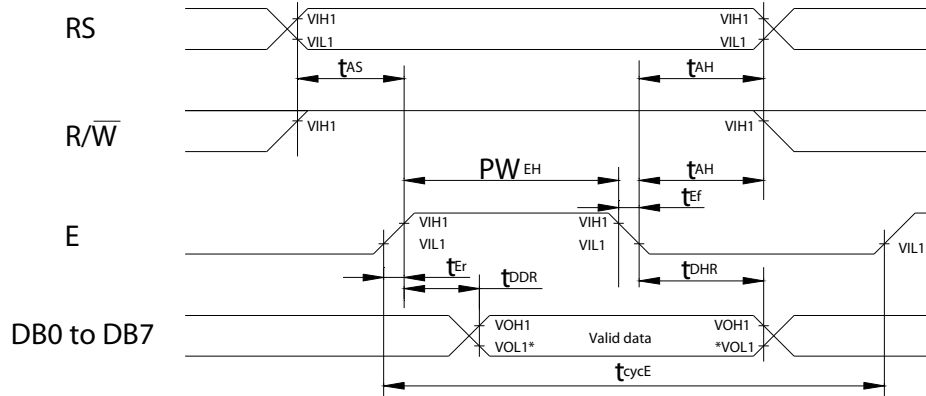 RS
VIH1
VIL1
VIH1
VIL1
tAS
tAH
R/W̅
VIH1
VIH1
PWEH
tAH
tEf
E
VIH1
VIL1
VIH1
VIL1
VIL1
tEr
tDDR
tDHR
DB0 to DB7
VOH1
VOL1*
Valid data
VOH1
*VOL1
tcycE